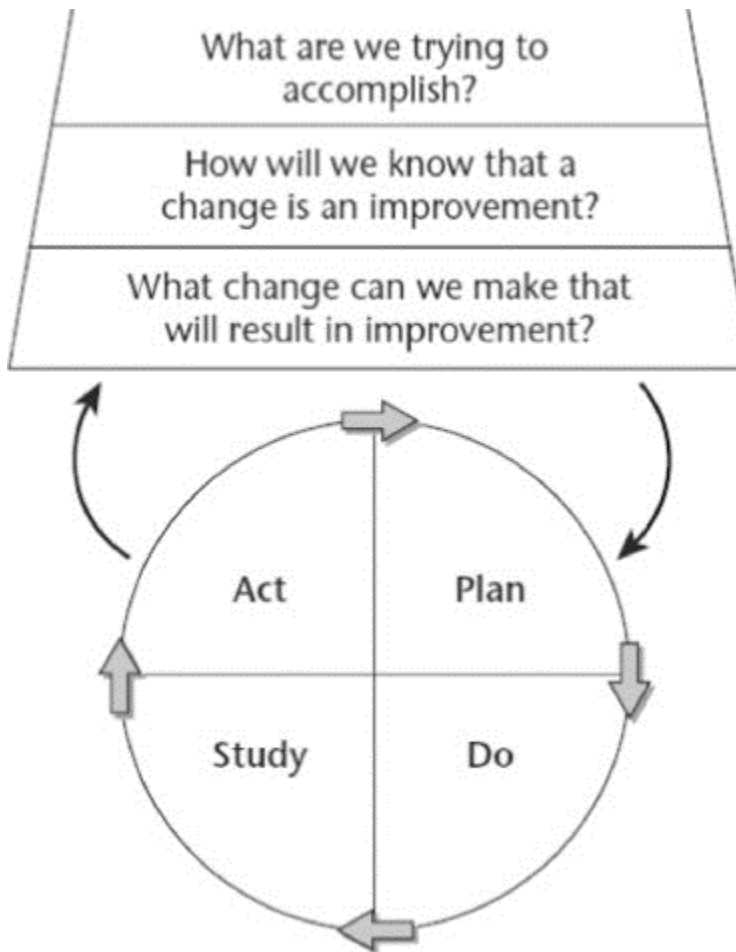 What are we trying to
accomplish?
How will we know that a
change is an improvement?
What change can we make that
will result in improvement?
Act
Plan
Study
Do